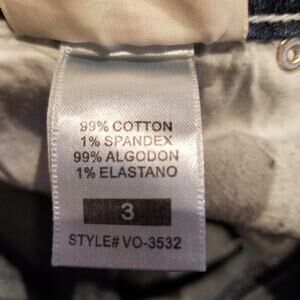 99% COTTON
1% SPANDEX
99% ALGODON
1% ELASTANO
3
STYLE# VO-3532